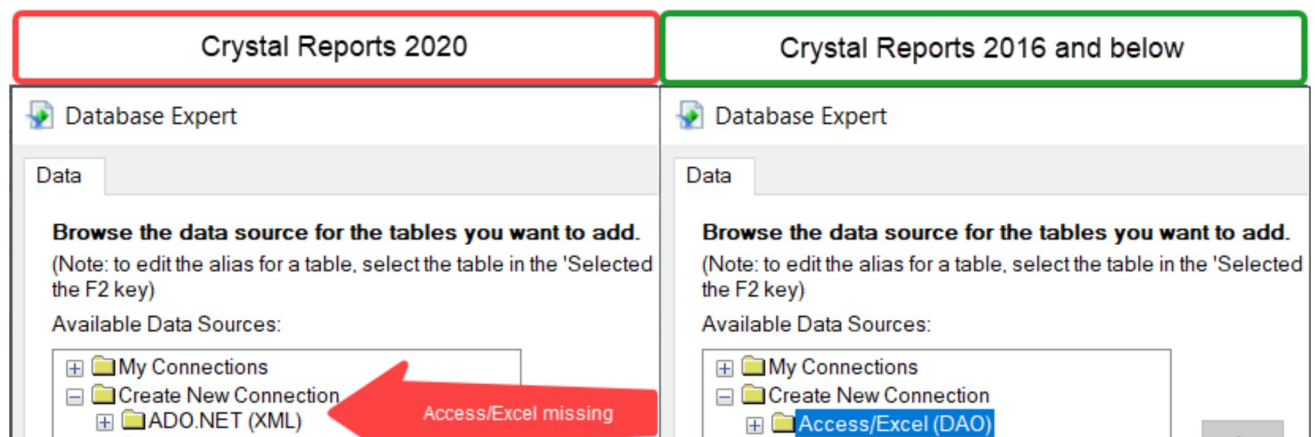 Crystal Reports 2020
Database Expert
Data
Browse the data source for the tables you want to add.
(Note: to edit the alias for a table, select the table in the 'Selected
the F2 key)
Available Data Sources:
My Connections
Create New Connection
ADO.NET (XML)
Access/Excel missing
Crystal Reports 2016 and below
Database Expert
Data
Browse the data source for the tables you want to add.
(Note: to edit the alias for a table, select the table in the 'Selected
the F2 key)
Available Data Sources:
My Connections
Create New Connection
Access/Excel (DAO)